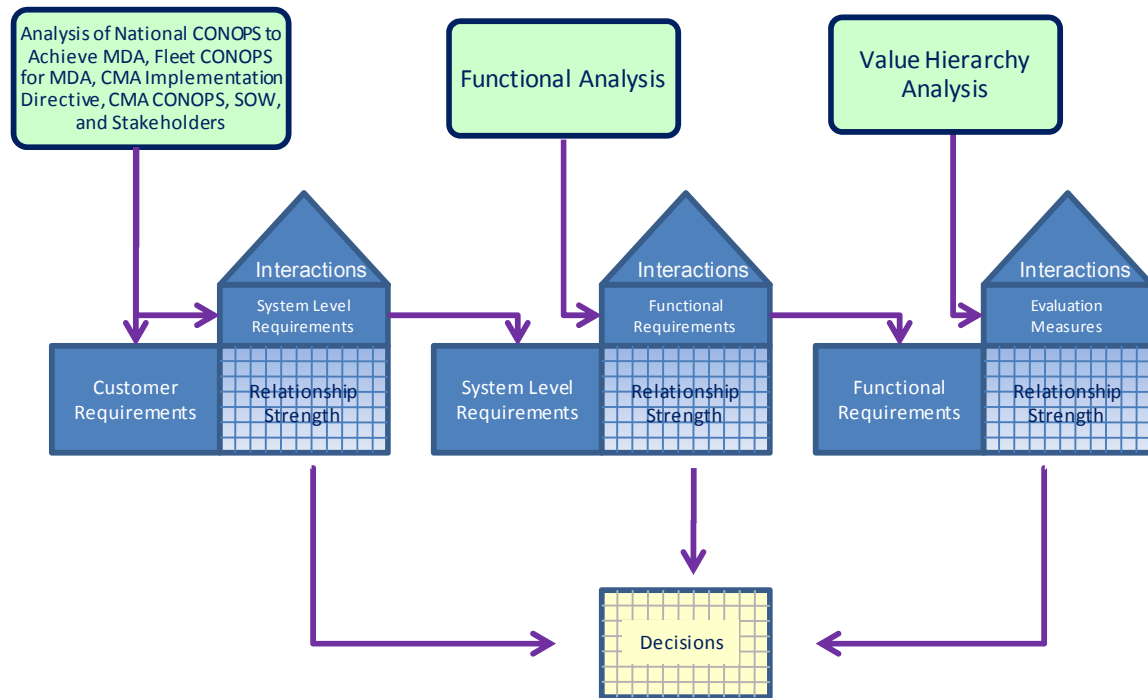 Analysis of National CONOPS to
Achieve MDA, Fleet CONOPS
for MDA, CMA Implementation
Directive, CMA CONOPS, SOW,
and Stakeholders
Functional Analysis
Value Hierarchy
Analysis
Interactions
System Level
Requirements
Customer
Requirements
Relationship
Strength
Interactions
Functional
Requirements
System Level
Requirements
Relationship
Strength
Interactions
Evaluation
Measures
Functional
Requirements
Relationship
Strength
Decisions